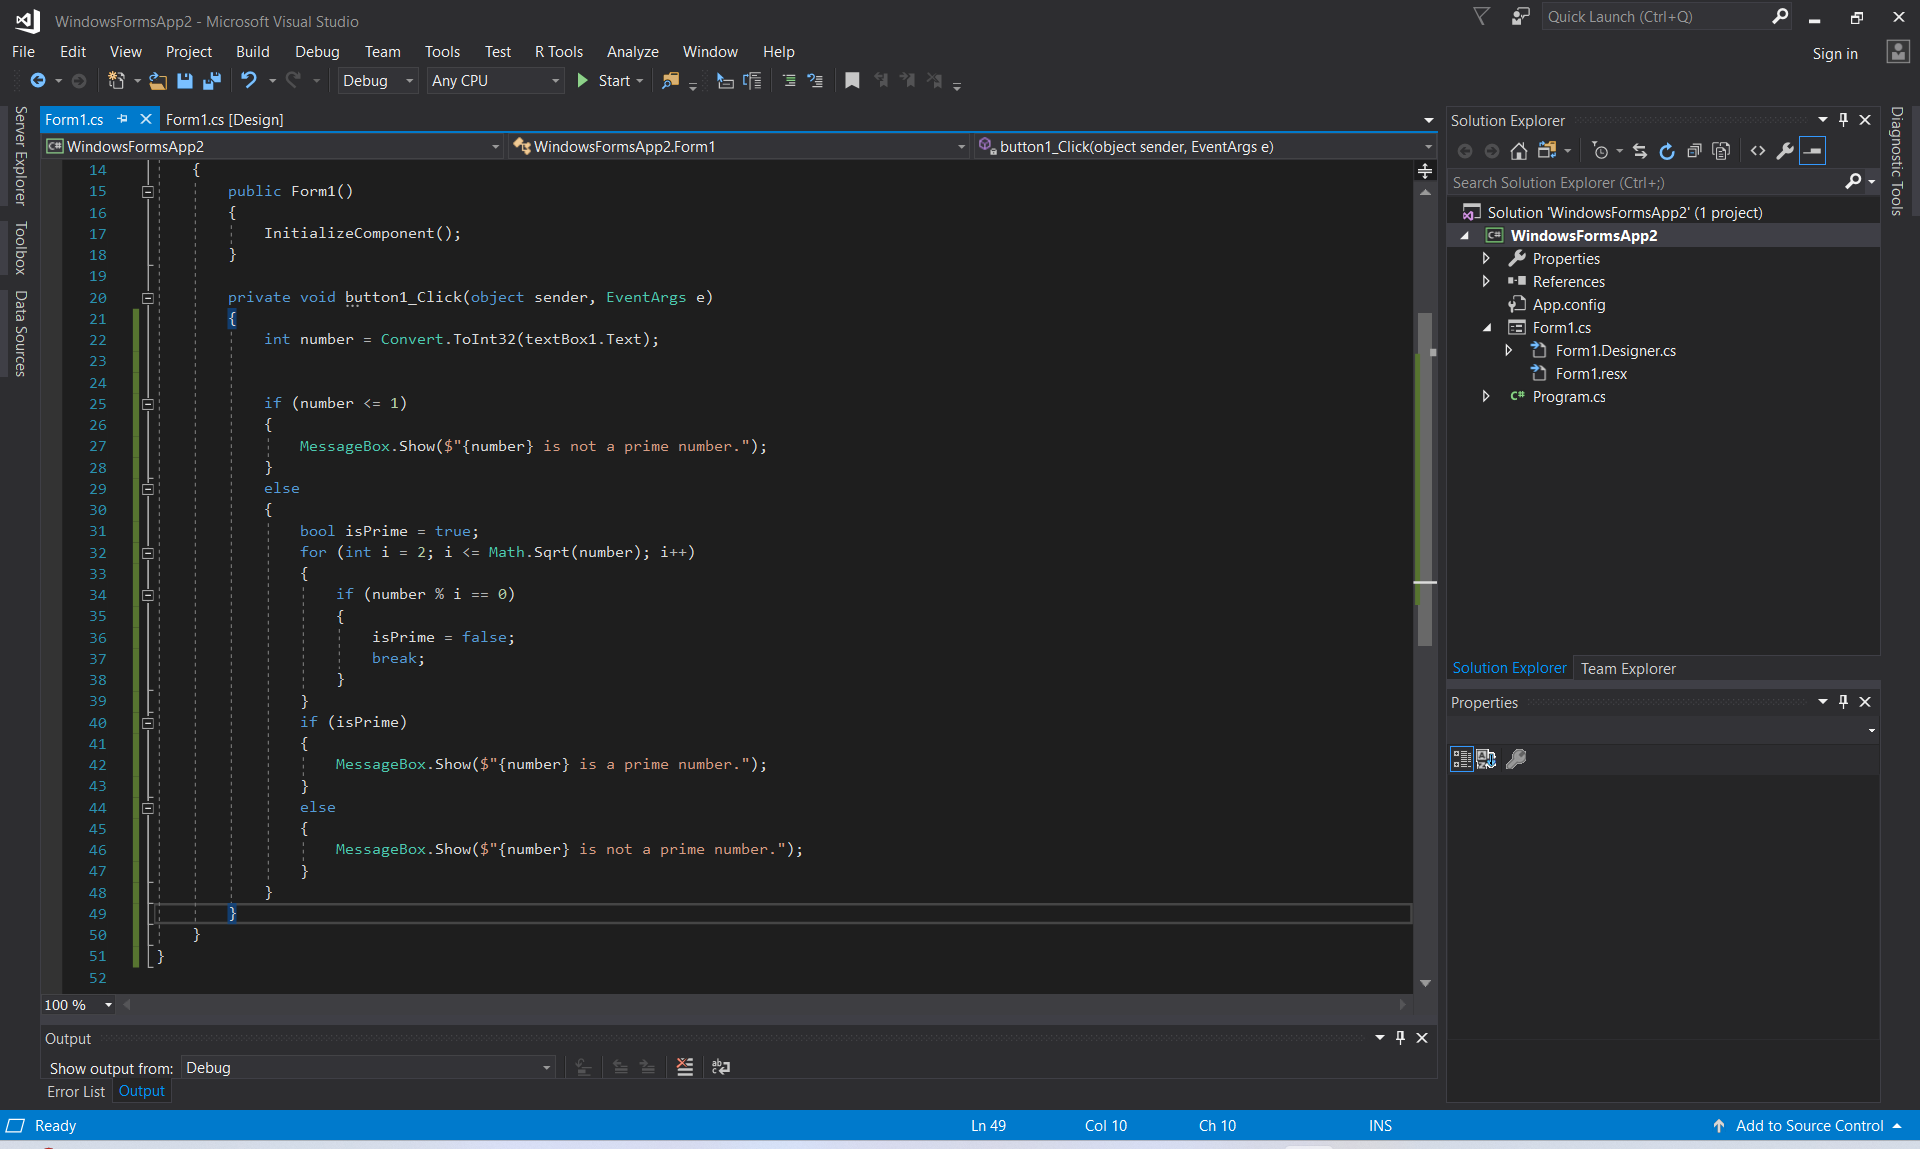 WindowsFormsApp2 - Microsoft Visual Studio
Quick Launch (Ctrl+Q)
File Edit View Project Build Debug Team Tools Test R Tools Analyze Window Help
Sign in
Debug Any CPU Start
Server Explorer
Toolbox
Data Sources
Form1.cs Form1.cs [Design]
C# WindowsFormsApp2 WindowsFormsApp2.Form1 button1_Click(object sender, EventArgs e)
14 {
15 public Form1()
16 {
17 InitializeComponent();
18 }
19
20 private void button1_Click(object sender, EventArgs e)
21 {
22 int number = Convert.ToInt32(textBox1.Text);
23
24
25 if (number <= 1)
26 {
27 MessageBox.Show($"{number} is not a prime number.");
28 }
29 else
30 {
31 bool isPrime = true;
32 for (int i = 2; i <= Math.Sqrt(number); i++)
33 {
34 if (number % i == 0)
35 {
36 isPrime = false;
37 break;
38 }
39 }
40 if (isPrime)
41 {
42 MessageBox.Show($"{number} is a prime number.");
43 }
44 else
45 {
46 MessageBox.Show($"{number} is not a prime number.");
47 }
48 }
49 }
50 }
51 }
52
100 %
Output
Show output from: Debug
Error List Output
Solution Explorer
Search Solution Explorer (Ctrl+;)
Solution 'WindowsFormsApp2' (1 project)
C# WindowsFormsApp2
Properties
References
App.config
Form1.cs
Form1.Designer.cs
Form1.resx
C# Program.cs
Solution Explorer Team Explorer
Properties
Diagnostic Tools
Ready Ln 49 Col 10 Ch 10 INS Add to Source Control